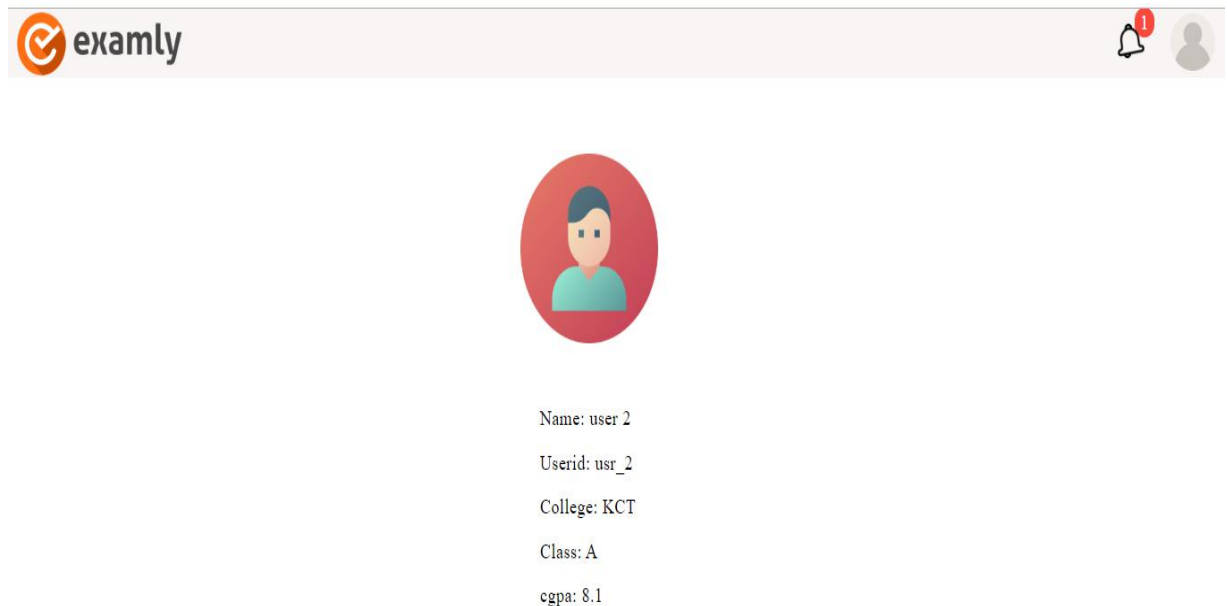 examly
1
Name: user 2
Userid: usr_2
College: KCT
Class: A
cgpa: 8.1